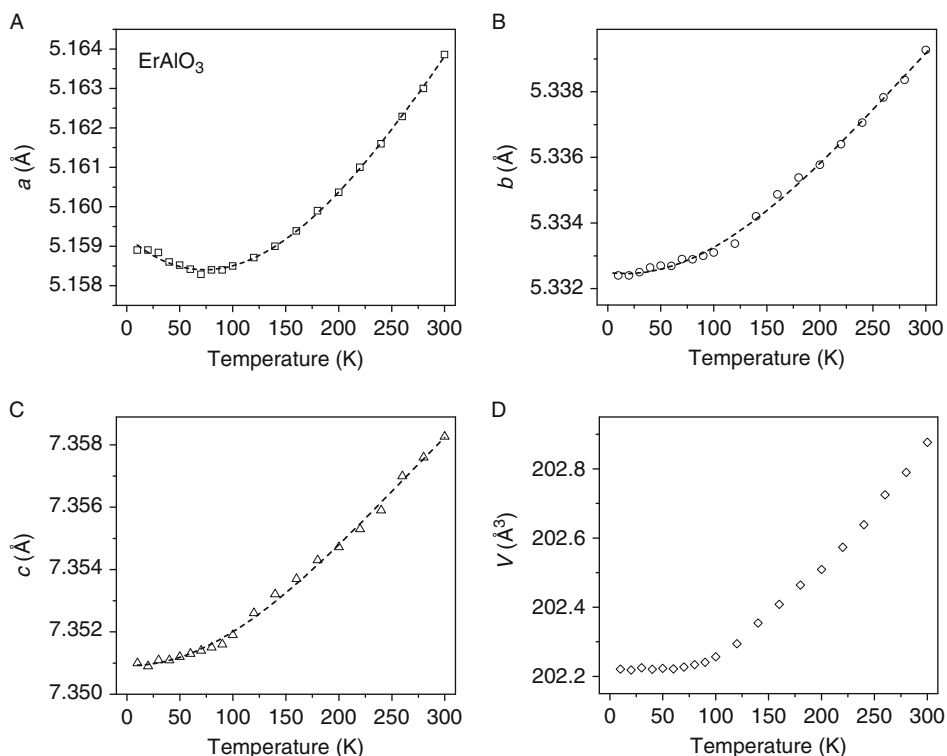 A
ErAlO₃
5.164
5.163
5.162
5.161
5.160
5.159
5.158
a (Å)
0 50 100 150 200 250 300
Temperature (K)
B
5.338
5.336
5.334
5.332
b (Å)
0 50 100 150 200 250 300
Temperature (K)
C
7.358
7.356
7.354
7.351
7.350
c (Å)
0 50 100 150 200 250 300
Temperature (K)
D
202.8
202.6
202.4
202.2
V (Å³)
0 50 100 150 200 250 300
Temperature (K)